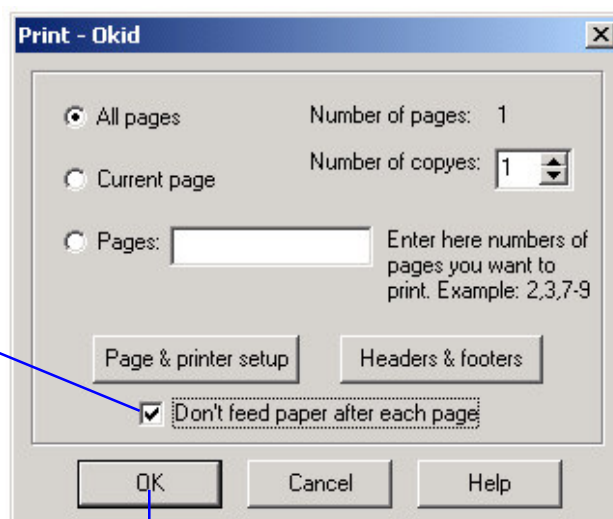 Print - Okid
All pages
Number of pages: 1
Number of copyes: 1
Current page
Pages:
Enter here numbers of
pages you want to
print. Example: 2,3,7-9
Page & printer setup
Headers & footers
Don't feed paper after each page
OK
Cancel
Help